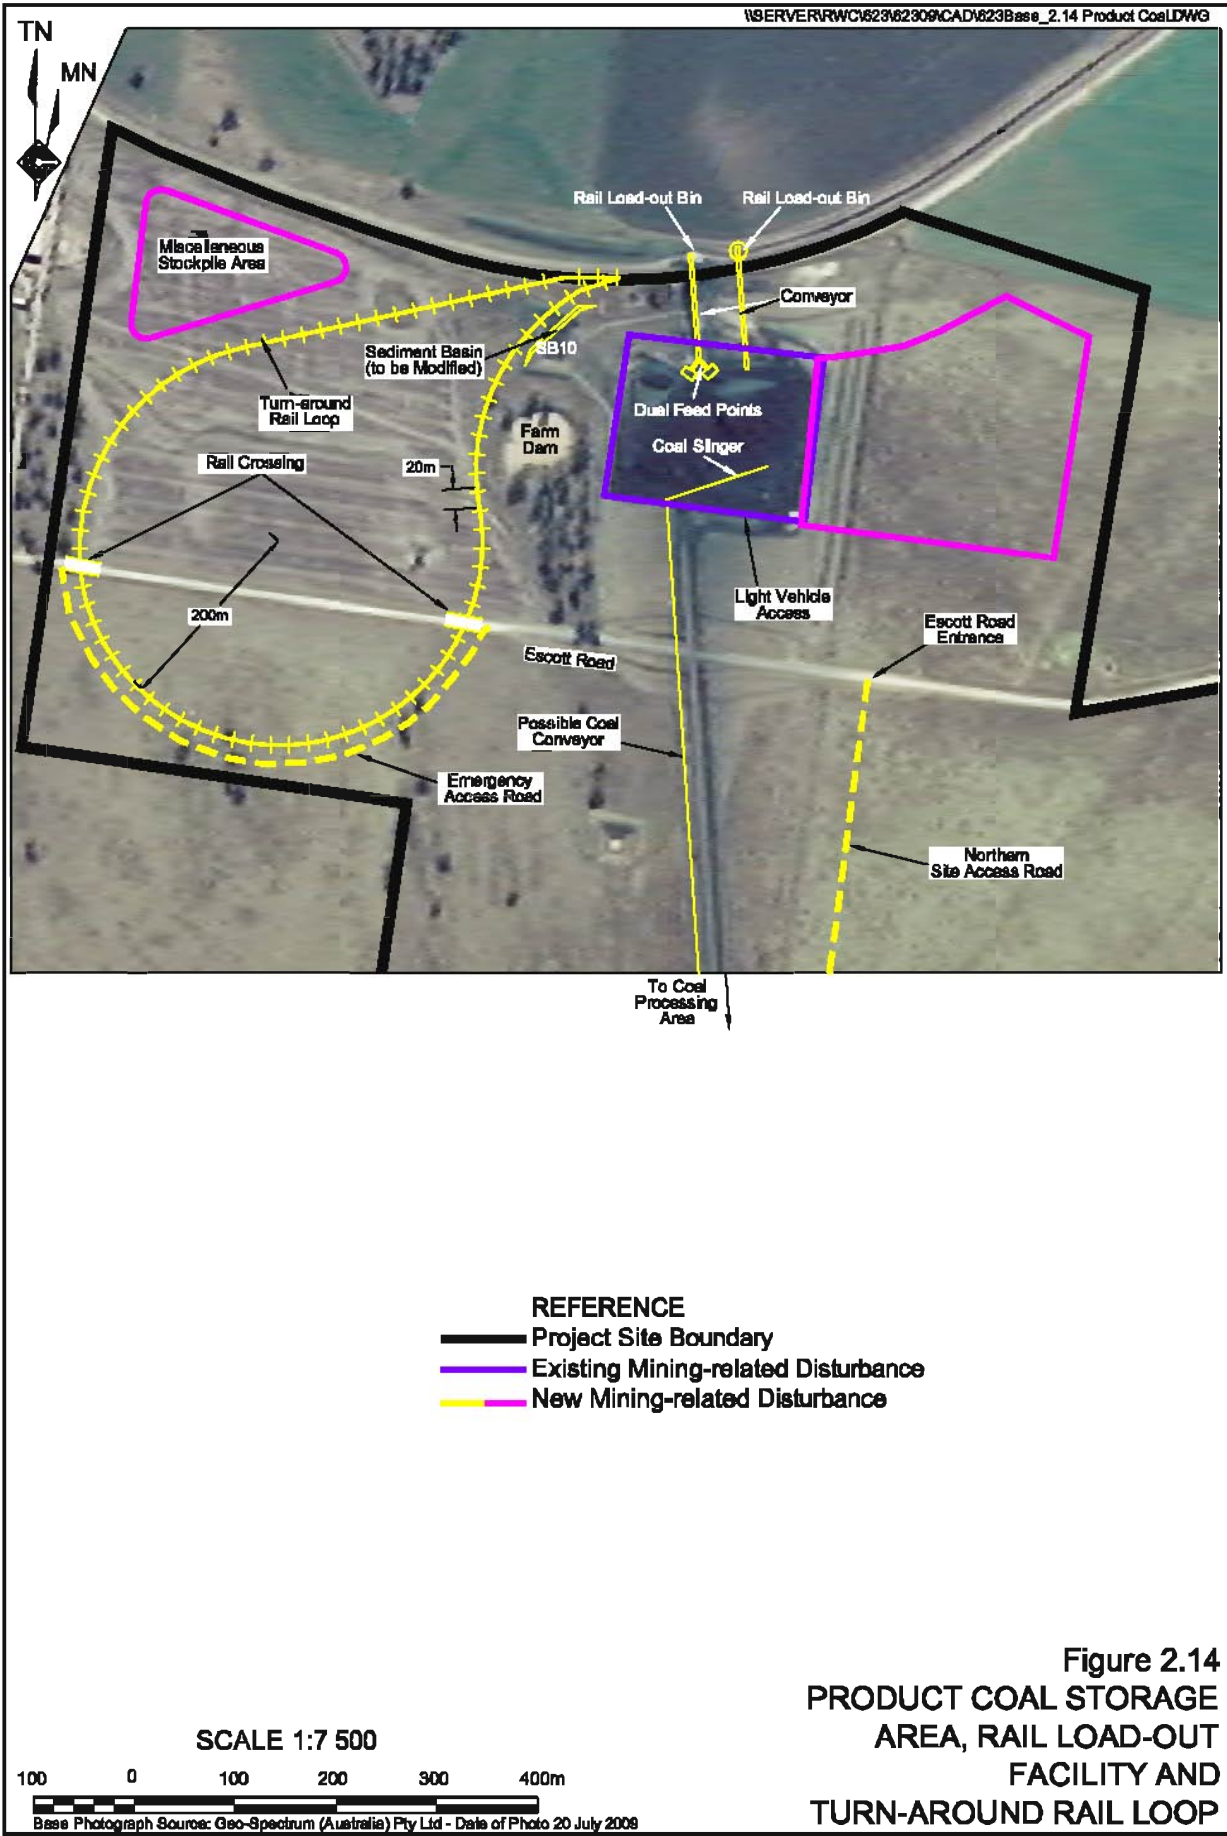 \\SERVER\RWC\623\62309\CAD\623Base_2.14 Product Coal.DWG
TN
MN
Rail Load-out Bin
Rail Load-out Bin
Miscellaneous
Stockpile Area
Conveyor
Sediment Basin
(to be Modified)
SB10
Turn-around
Rail Loop
Dual Feed Points
Farm
Dam
Coal Slinger
Rail Crossing
20m
200m
Light Vehicle
Access
Escott Road
Entrance
Escott Road
Possible Coal
Conveyor
Emergency
Access Road
Northern
Site Access Road
To Coal
Processing
Area
REFERENCE
Project Site Boundary
Existing Mining-related Disturbance
New Mining-related Disturbance
Figure 2.14
PRODUCT COAL STORAGE
AREA, RAIL LOAD-OUT
FACILITY AND
TURN-AROUND RAIL LOOP
SCALE 1:7 500
100 0 100 200 300 400m
Base Photograph Source: Geo-Spectrum (Australia) Pty Ltd - Date of Photo 20 July 2009